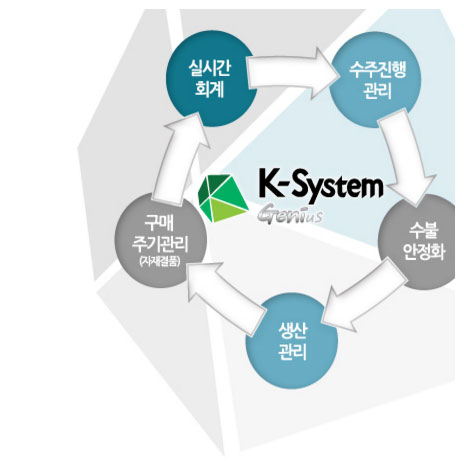 실시간
회계
수주진행
관리
K-System
Genius
구매
주기관리
(자재결품)
수불
안정화
생산
관리